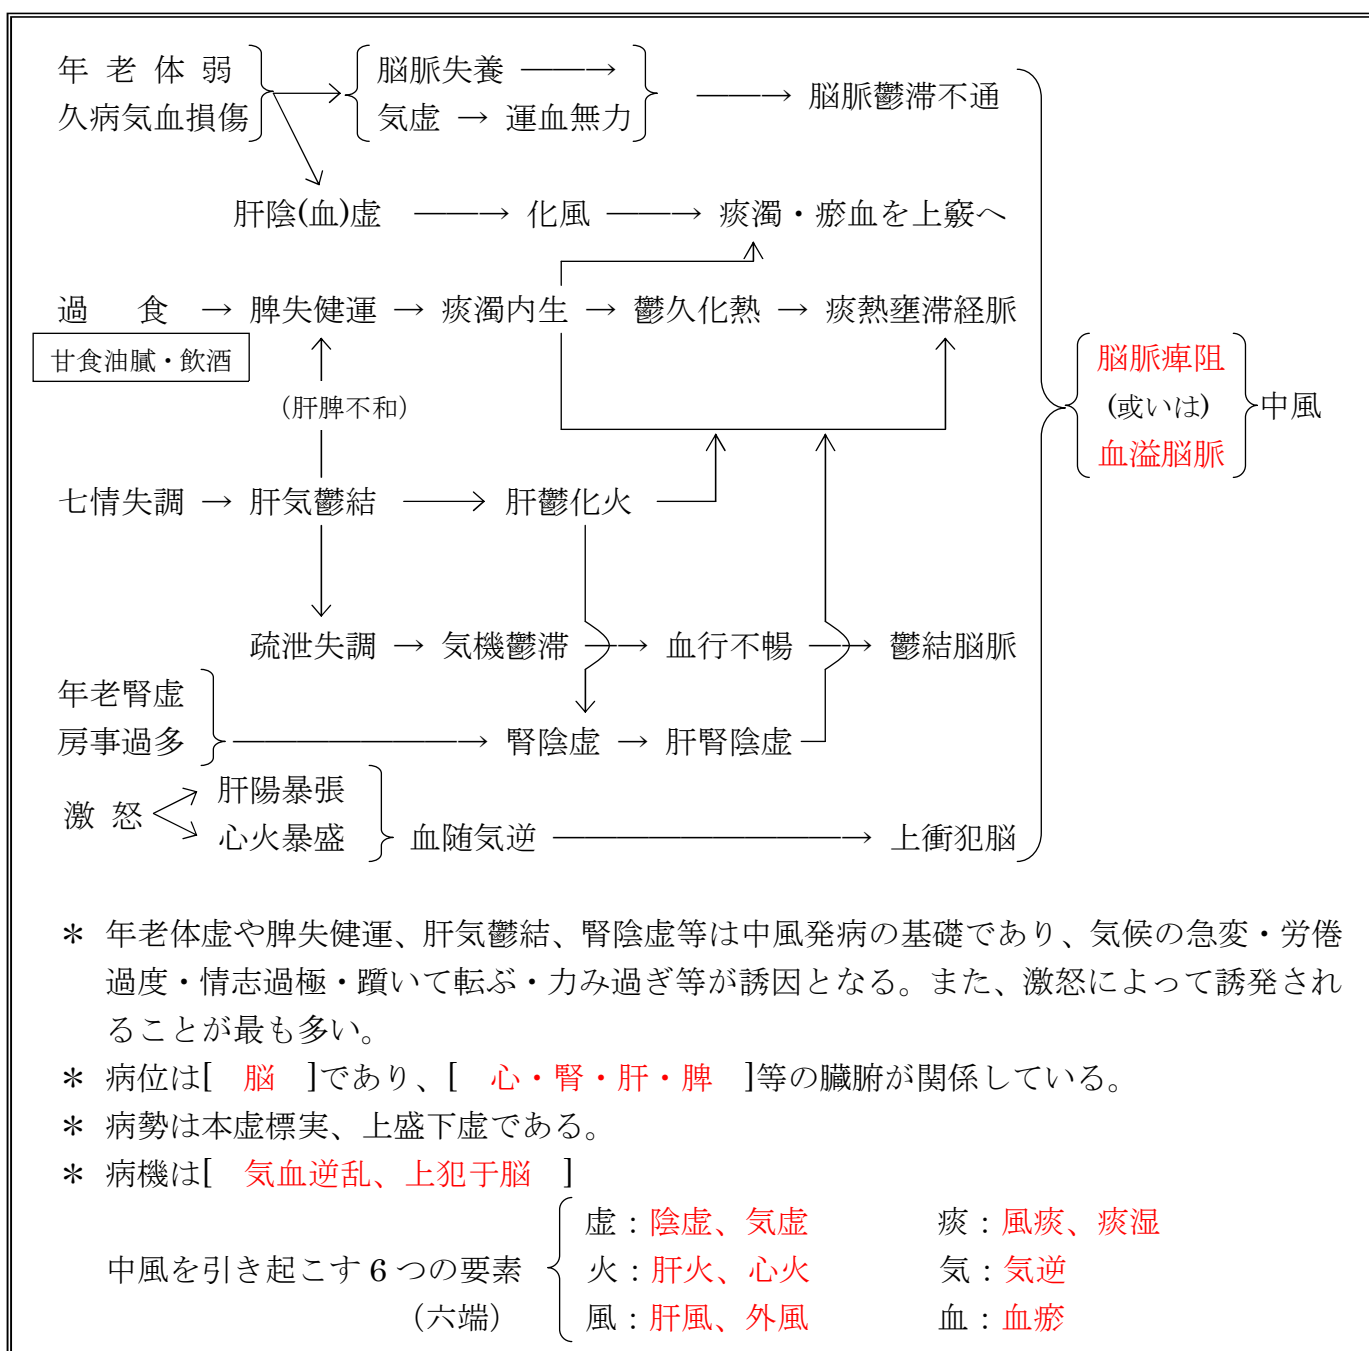 年老体弱 脳脈失養 ――→
久病気血損傷 気虚 → 運血無力 ――→ 脳脈鬱滞不通
肝陰(血)虚 ――→ 化風 ――→ 痰濁・瘀血を上竅へ
過 食 → 脾失健運 → 痰濁内生 → 鬱久化熱 → 痰熱壅滞経脈
甘食油膩・飲酒
(肝脾不和)
脳脈痺阻
(或いは) 中風
血溢脳脈
七情失調 → 肝気鬱結 → 肝鬱化火
疏泄失調 → 気機鬱滞 → 血行不暢 → 鬱結脳脈
年老腎虚
房事過多 ――→ 腎陰虚 → 肝腎陰虚
激怒 肝陽暴張
心火暴盛 血随気逆 ――→ 上衝犯脳
＊ 年老体虚や脾失健運、肝気鬱結、腎陰虚等は中風発病の基礎であり、気候の急変・労倦
過度・情志過極・躓いて転ぶ・力み過ぎ等が誘因となる。また、激怒によって誘発され
ることが最も多い。
＊ 病位は[ 脳 ]であり、[ 心・腎・肝・脾 ]等の臓腑が関係している。
＊ 病勢は本虚標実、上盛下虚である。
＊ 病機は[ 気血逆乱、上犯于脳 ]
虚：陰虚、気虚 痰：風痰、痰湿
中風を引き起こす6つの要素 火：肝火、心火 気：気逆
(六端) 風：肝風、外風 血：血瘀